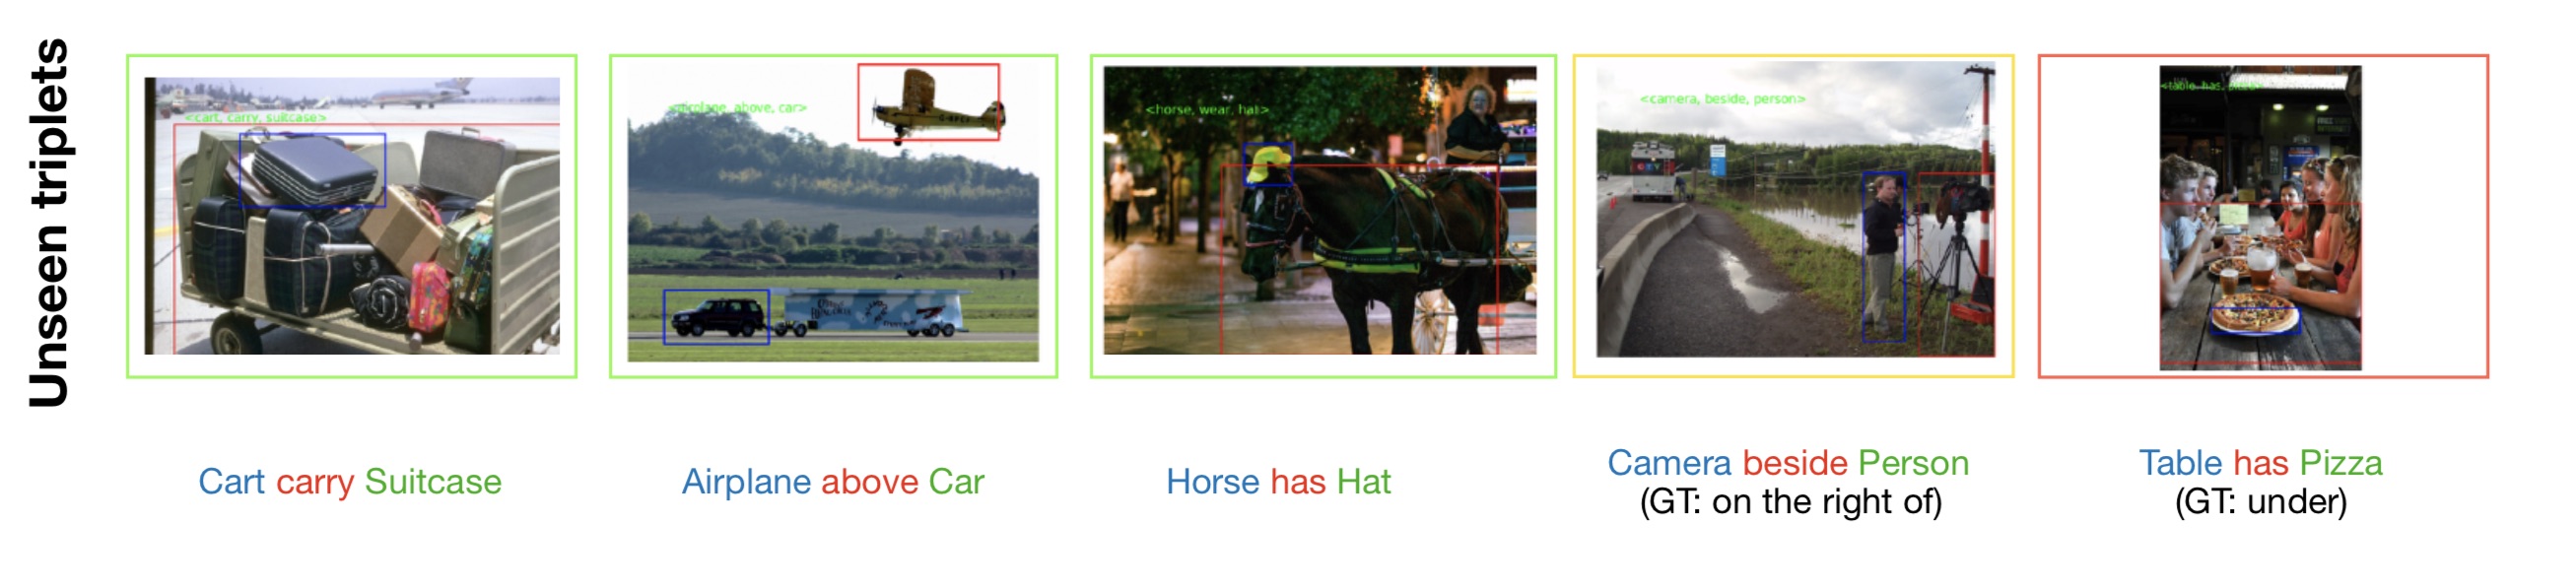 Unseen triplets
<cart, carry, suitcase>
<airplane, above, car>
<horse, wear, hat>
<camera, beside, person>
<table, has,
Cart carry Suitcase
Airplane above Car
Horse has Hat
Camera beside Person
(GT: on the right of)
Table has Pizza
(GT: under)